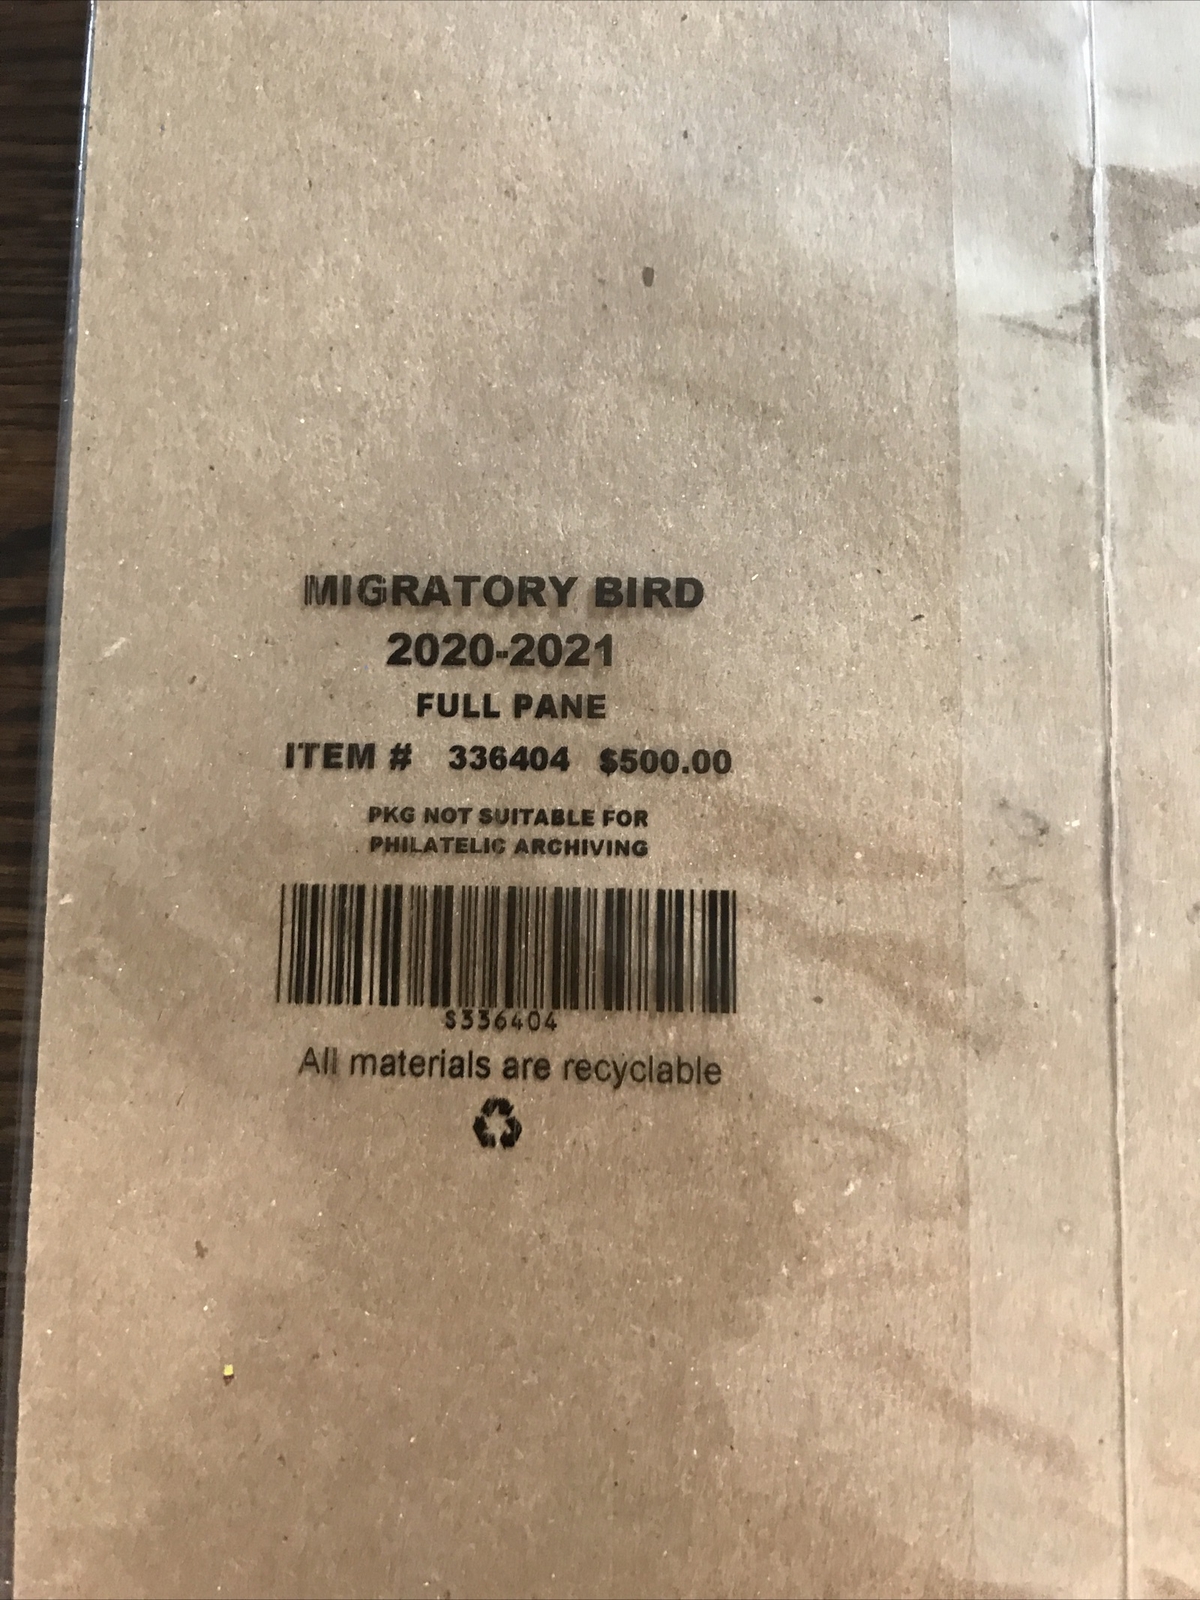 MIGRATORY BIRD
2020-2021
FULL PANE
ITEM # 336404 $500.00
PKG NOT SUITABLE FOR
PHILATELIC ARCHIVING
S336404
All materials are recyclable